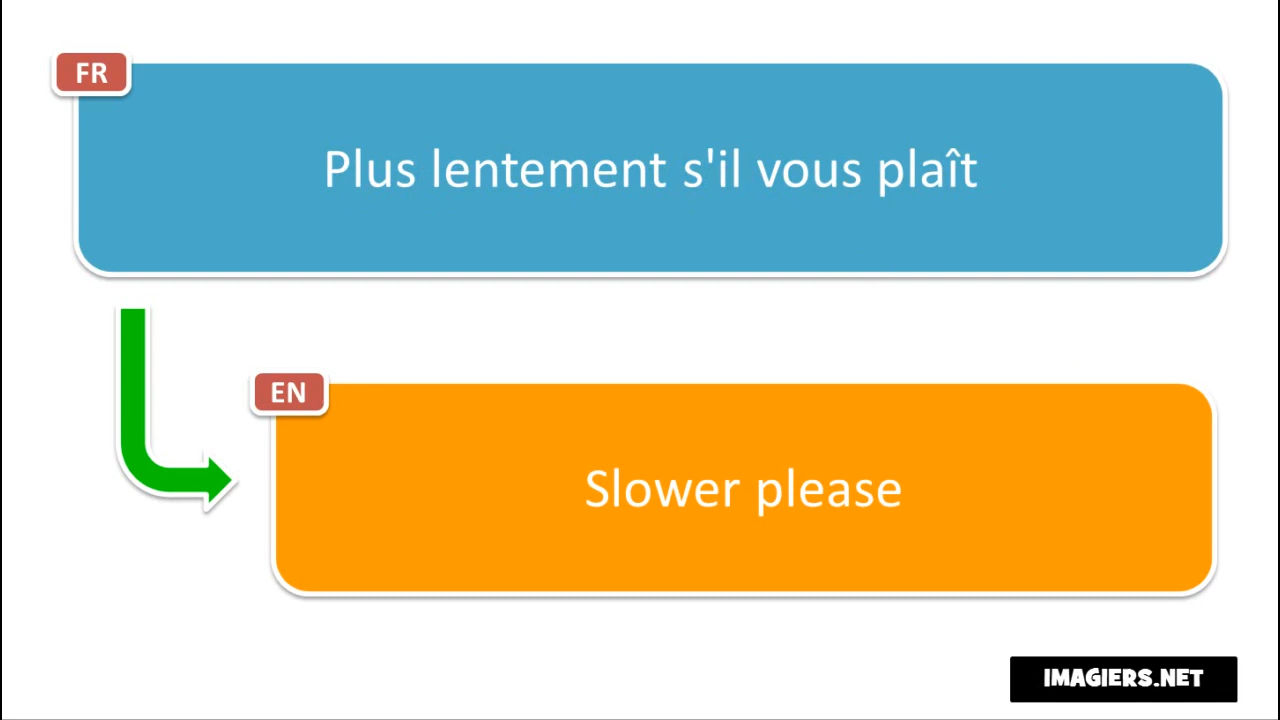 FR
Plus lentement s'il vous plaît
EN
Slower please
IMAGIERS.NET